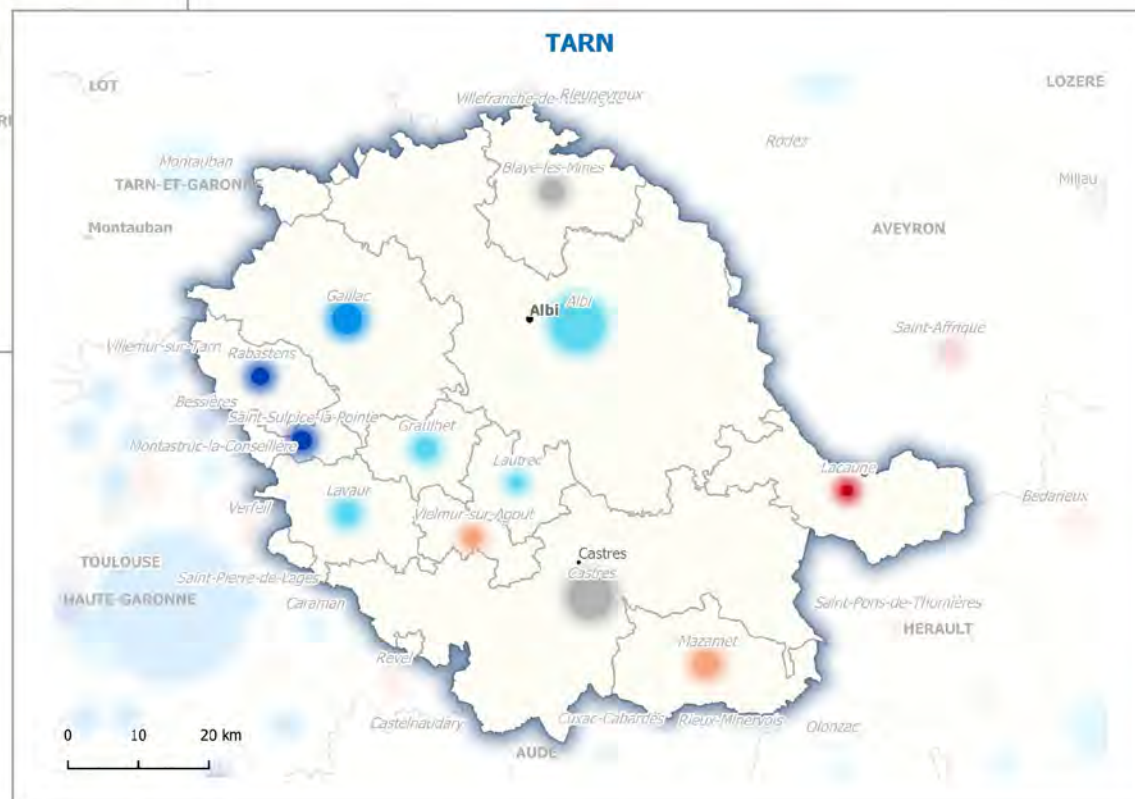 TARN
LOT
LOZERE
Rieupeyroux
Rodez
Montauban
Blaye-les-Mines
TARN-ET-GARONNE
Millau
Montauban
AVEYRON
Gaillac
Albi
Albi
Saint-Affrique
Villemur-sur-Tarn
Rabastens
Bessières
Saint-Sulpice-la-Pointe
Graulhet
Montastruc-la-Conseillère
Lautrec
Lacaune
Lavaur
Bedarieux
Verfeil
Vielmur-sur-Agout
Castres
TOULOUSE
Castres
Saint-Pierre-de-Lages
HAUTE-GARONNE
Caraman
Saint-Pons-de-Thomières
HERAULT
Mazamet
Revel
Castelnaudary
Cuxac-Cabardès
Rieux-Minervois
Olonzac
0 10 20 km
AUDE